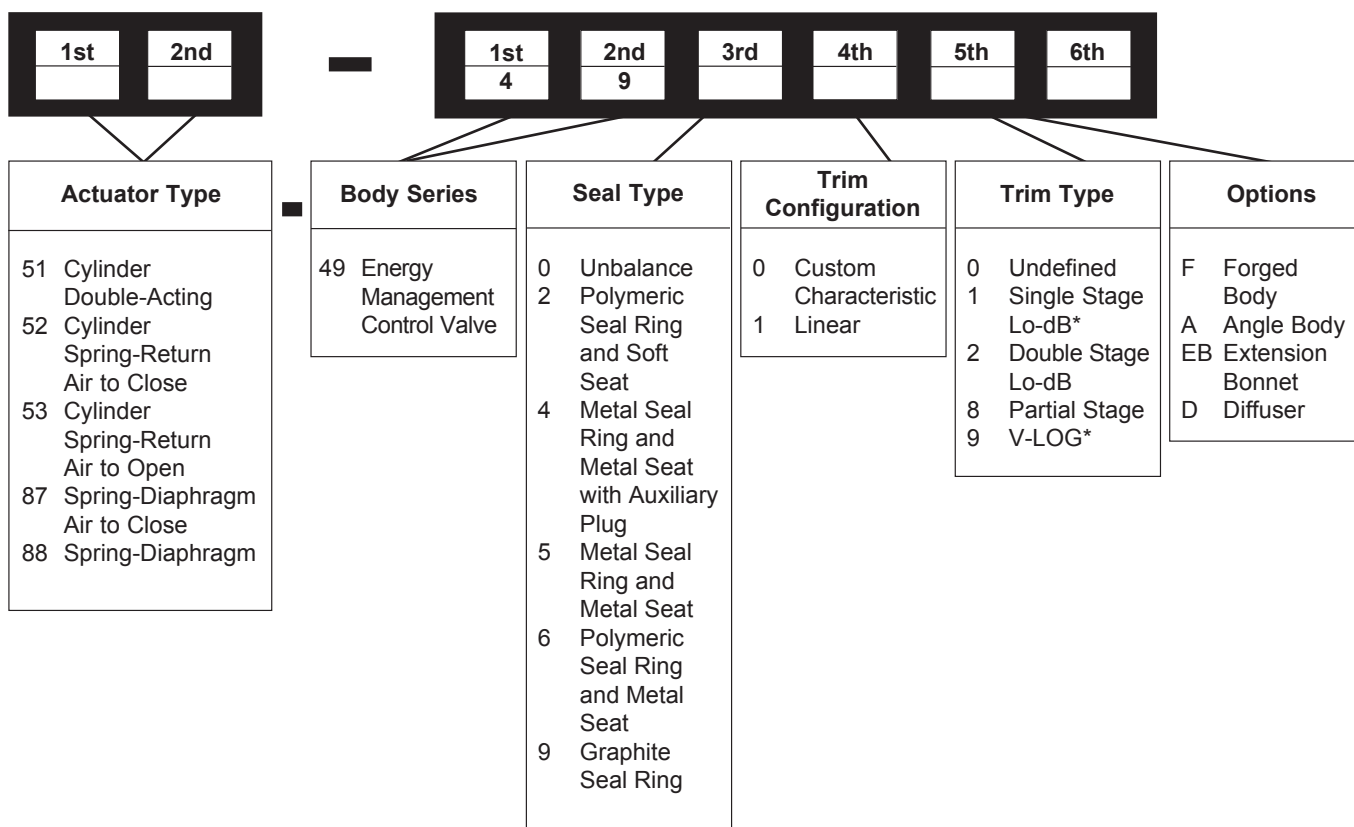 1st 2nd 1st 2nd 3rd 4th 5th 6th
4 9
Actuator Type
51 Cylinder
Double-Acting
52 Cylinder
Spring-Return
Air to Close
53 Cylinder
Spring-Return
Air to Open
87 Spring-Diaphragm
Air to Close
88 Spring-Diaphragm
Body Series
49 Energy
Management
Control Valve
Seal Type
0 Unbalance
2 Polymeric
Seal Ring
and Soft
Seat
4 Metal Seal
Ring and
Metal Seat
with Auxiliary
Plug
5 Metal Seal
Ring and
Metal Seat
6 Polymeric
Seal Ring
and Metal
Seat
9 Graphite
Seal Ring
Trim
Configuration
0 Custom
Characteristic
1 Linear
Trim Type
0 Undefined
1 Single Stage
Lo-dB*
2 Double Stage
Lo-dB
8 Partial Stage
9 V-LOG*
Options
F Forged
Body
A Angle Body
EB Extension
Bonnet
D Diffuser